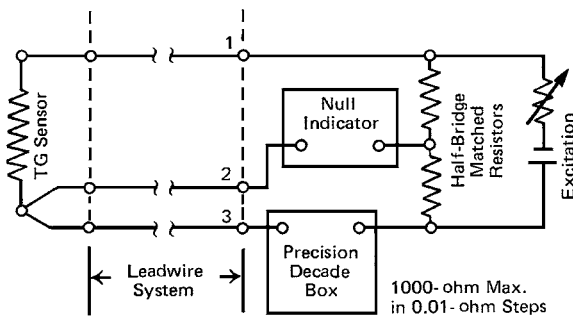 1
TG Sensor
Null
Indicator
Half-Bridge
Matched
Resistors
Excitation
2
3
Precision
Decade
Box
Leadwire
System
1000-ohm Max.
in 0.01-ohm Steps